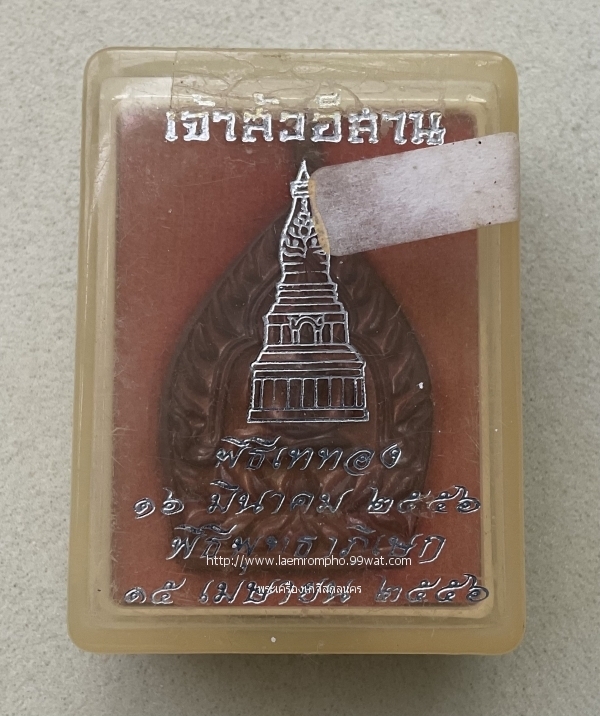 เจ้าสัวอีสาน
พิธีเททอง
๑๖ มีนาคม ๒๕๕๖
พิธีพุทธาภิเษก
http://www.laemrompho.99wat.com
๑๕ เมษายน ๒๕๕๖